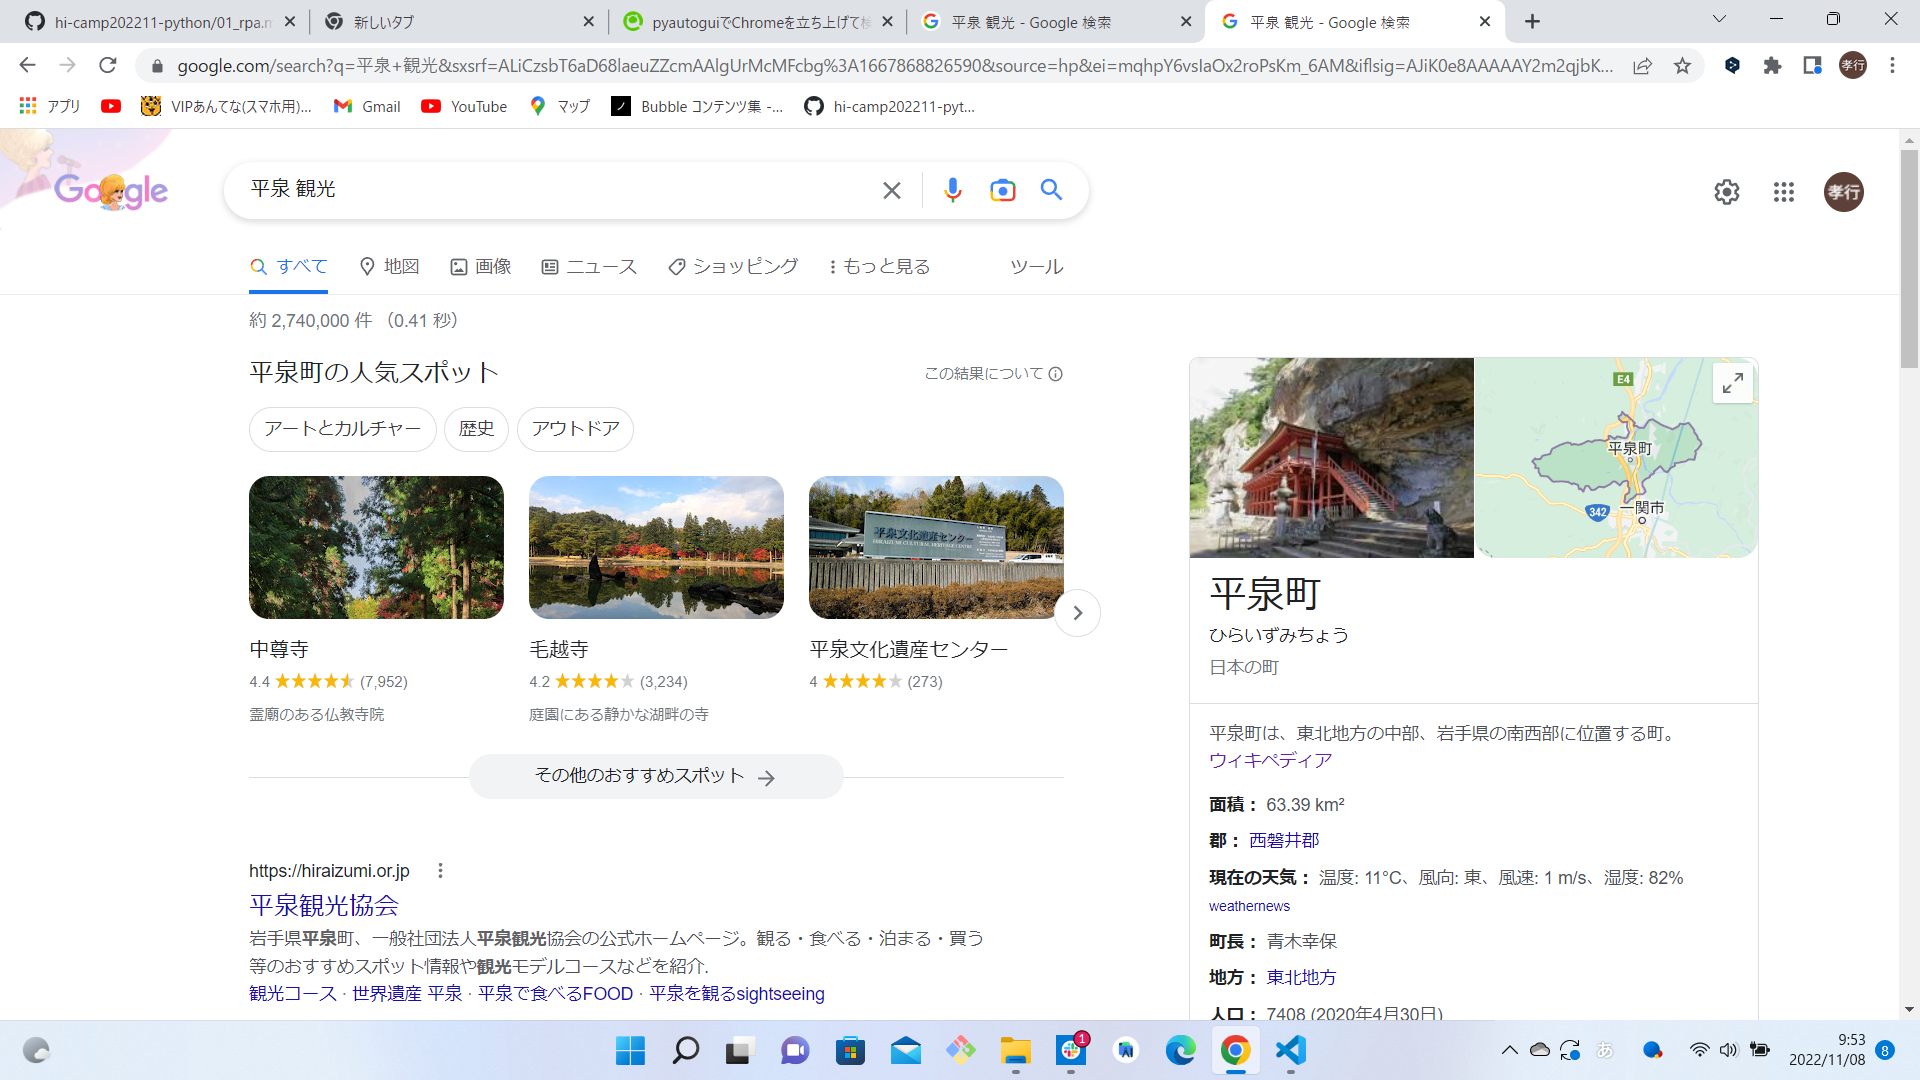 hi-camp202211-python/01_rpa.m
新しいタブ
pyautoguiでChromeを立ち上げて検
平泉 観光 - Google 検索
平泉 観光 - Google 検索
google.com/search?q=平泉+観光&sxsrf=ALiCzsbT6aD68laeuZZcmAAlgUrMcMFcbg%3A1667868826590&source=hp&ei=mqhpY6vsIaOx2roPsKm_6AM&iflsig=AJiK0e8AAAAAY2m2qjbK...
孝行
アプリ
VIPあんてな(スマホ用)...
Gmail
YouTube
マップ
Bubble コンテンツ集 -...
hi-camp202211-pyt...
Google
平泉 観光
孝行
すべて
地図
画像
ニュース
ショッピング
もっと見る
ツール
約 2,740,000 件 （0.41 秒）
平泉町の人気スポット
この結果について
アートとカルチャー
歴史
アウトドア
平泉文化遺産センター
HIRAIZUMI CULTURAL HERITAGE CENTER
中尊寺
4.4 (7,952)
霊廟のある仏教寺院
毛越寺
4.2 (3,234)
庭園にある静かな湖畔の寺
平泉文化遺産センター
4 (273)
その他のおすすめスポット
https://hiraizumi.or.jp
平泉観光協会
岩手県平泉町、一般社団法人平泉観光協会の公式ホームページ。観る・食べる・泊まる・買う
等のおすすめスポット情報や観光モデルコースなどを紹介.
観光コース · 世界遺産 平泉 · 平泉で食べるFOOD · 平泉を観るsightseeing
E4
平泉町
342
一関市
平泉町
ひらいずみちょう
日本の町
平泉町は、東北地方の中部、岩手県の南西部に位置する町。
ウィキペディア
面積： 63.39 km²
郡： 西磐井郡
現在の天気： 温度: 11°C、風向: 東、風速: 1 m/s、湿度: 82%
weathernews
町長： 青木幸保
地方： 東北地方
人口： 7408 (2020年4月30日)
1
あ
9:53
2022/11/08
8